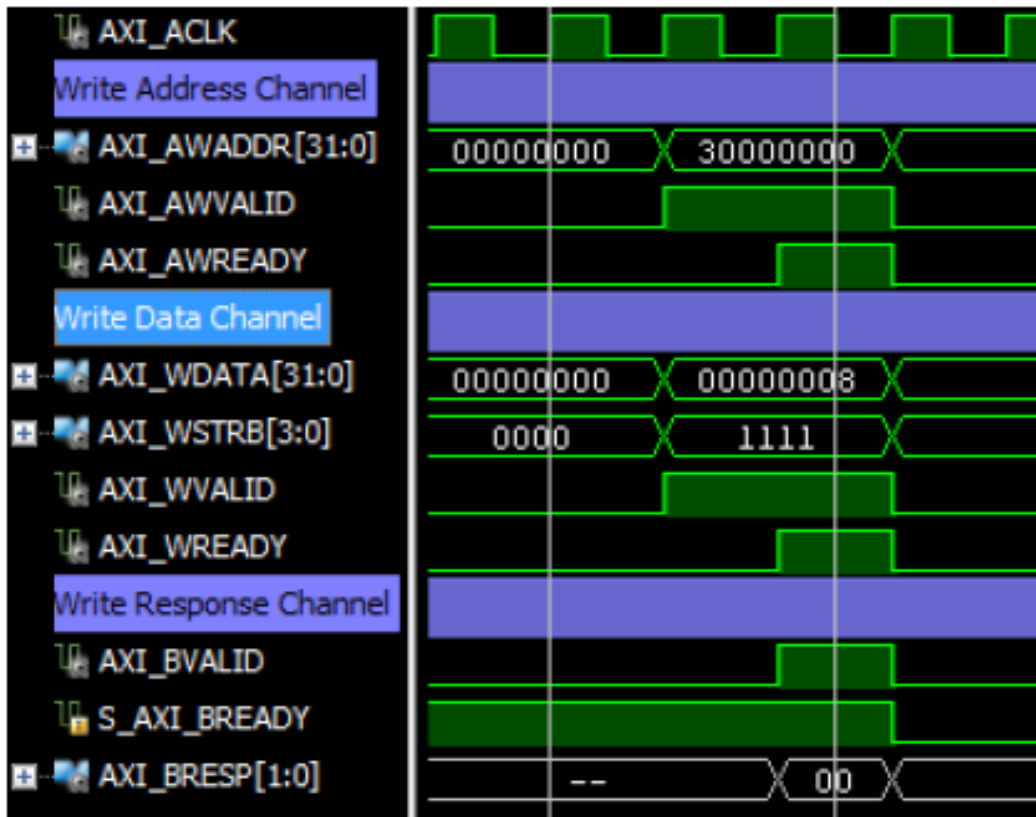 AXI_ACLK
Write Address Channel
AXI_AWADDR[31:0] 00000000 30000000
AXI_AWVALID
AXI_AWREADY
Write Data Channel
AXI_WDATA[31:0] 00000000 00000008
AXI_WSTRB[3:0] 0000 1111
AXI_WVALID
AXI_WREADY
Write Response Channel
AXI_BVALID
S_AXI_BREADY
AXI_BRESP[1:0] -- 00